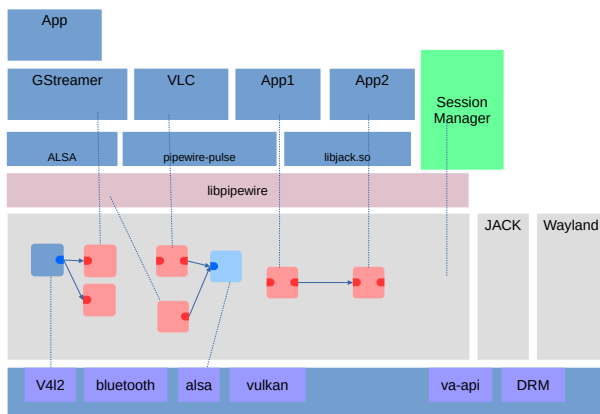 App
GStreamer
VLC
App1
App2
Session
Manager
ALSA
pipewire-pulse
libjack.so
libpipewire
JACK
Wayland
V4l2
bluetooth
alsa
vulkan
va-api
DRM